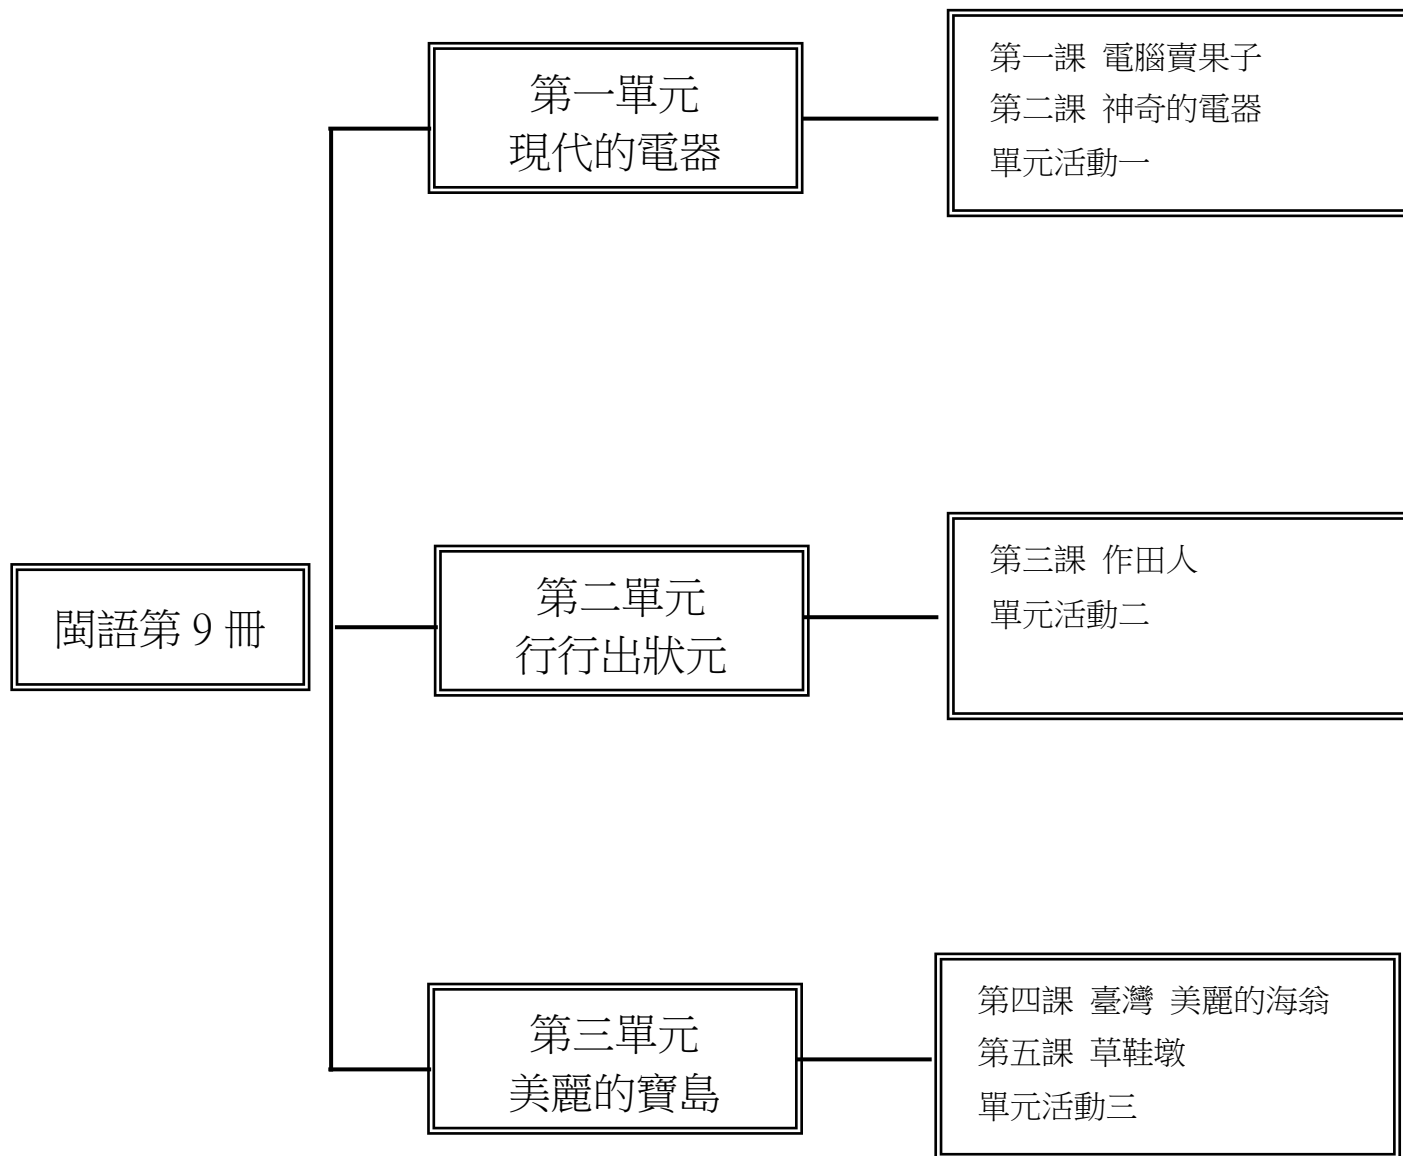 閩語第 9 冊
第一單元
現代的電器
第一課 電腦賣果子
第二課 神奇的電器
單元活動一
第二單元
行行出狀元
第三課 作田人
單元活動二
第三單元
美麗的寶島
第四課 臺灣 美麗的海翁
第五課 草鞋墩
單元活動三